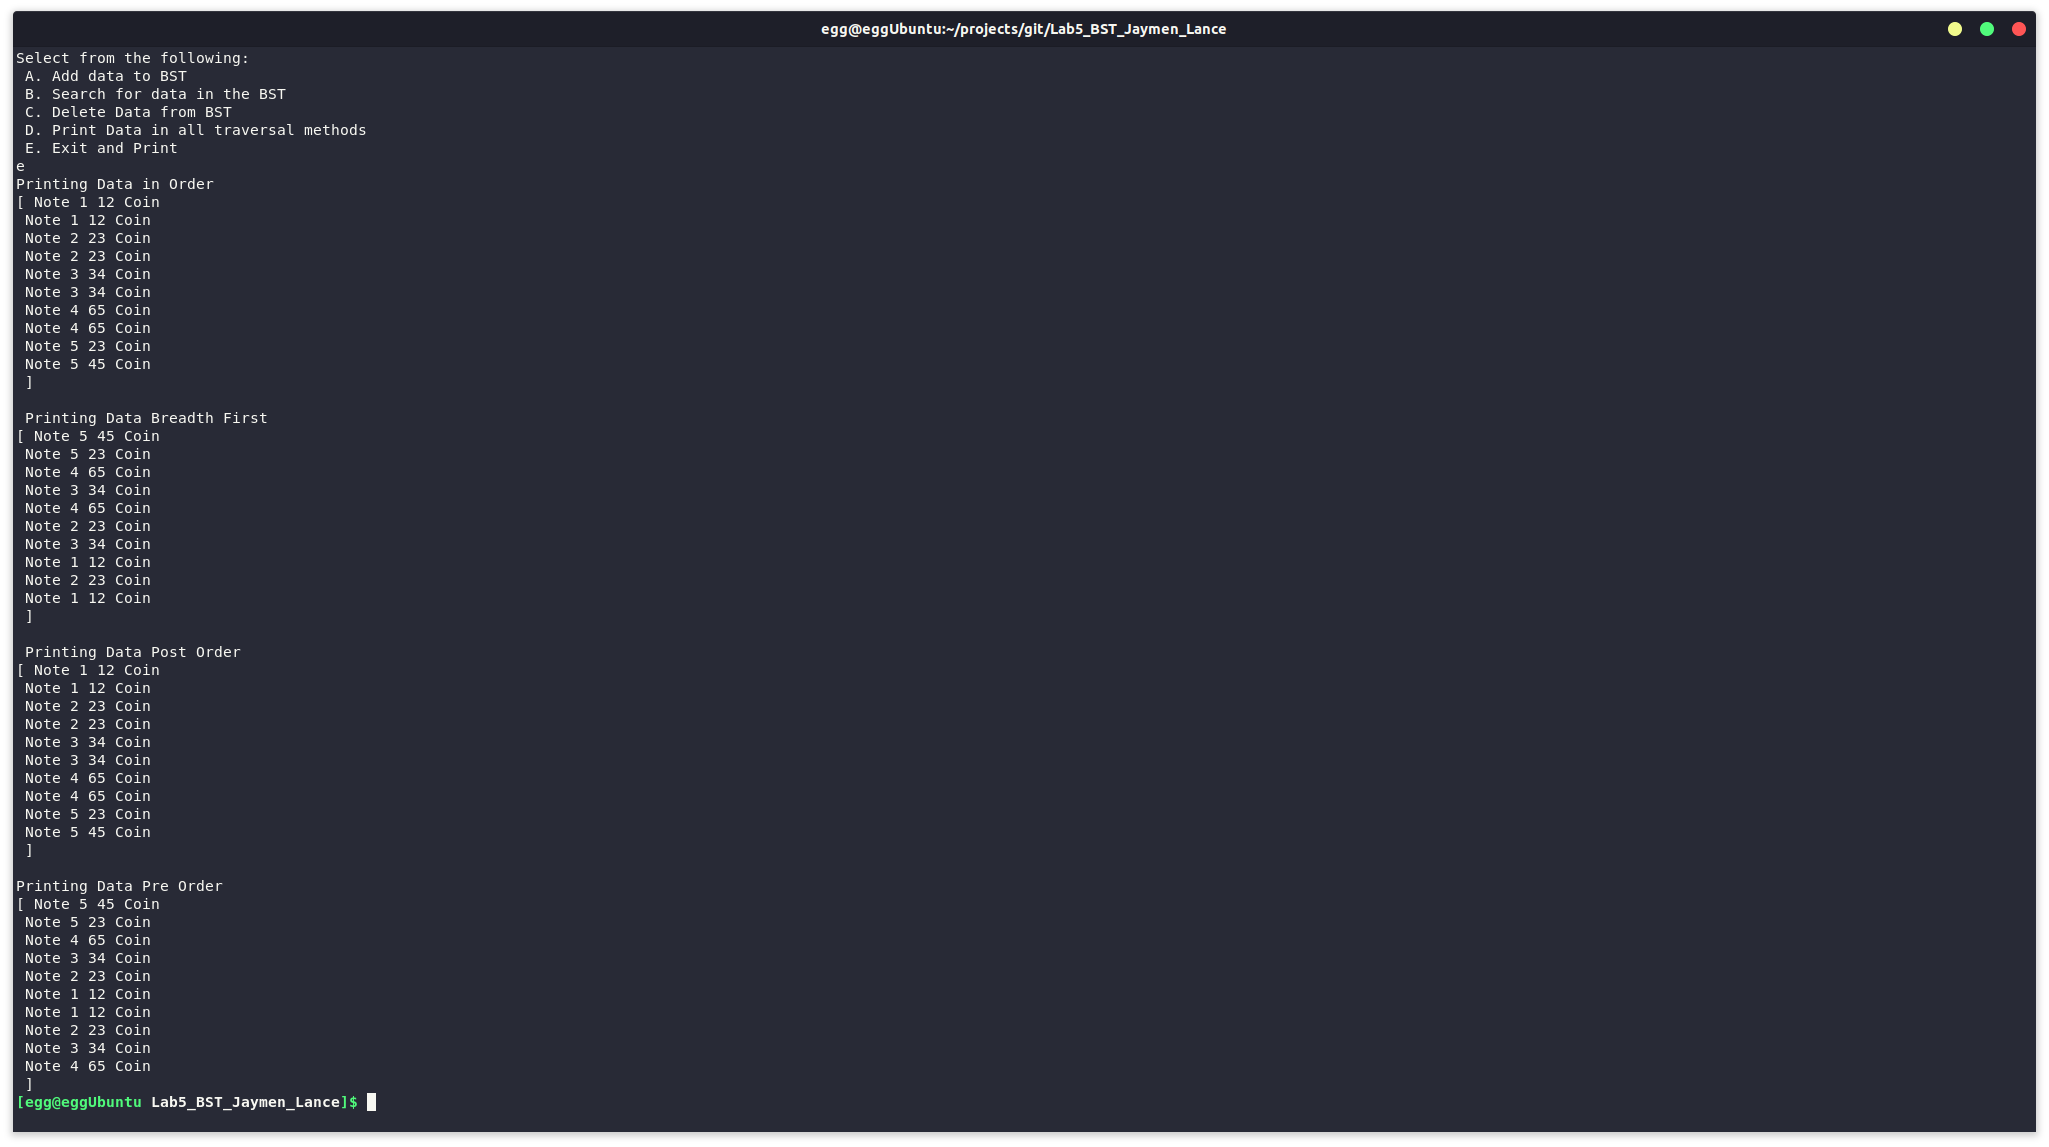 egg@eggUbuntu:~/projects/git/Lab5_BST_Jaymen_Lance
Select from the following:
A. Add data to BST
B. Search for data in the BST
C. Delete Data from BST
D. Print Data in all traversal methods
E. Exit and Print
e
Printing Data in Order
[ Note 1 12 Coin
Note 1 12 Coin
Note 2 23 Coin
Note 2 23 Coin
Note 3 34 Coin
Note 3 34 Coin
Note 4 65 Coin
Note 4 65 Coin
Note 5 23 Coin
Note 5 45 Coin
]
Printing Data Breadth First
[ Note 5 45 Coin
Note 5 23 Coin
Note 4 65 Coin
Note 3 34 Coin
Note 4 65 Coin
Note 2 23 Coin
Note 3 34 Coin
Note 1 12 Coin
Note 2 23 Coin
Note 1 12 Coin
]
Printing Data Post Order
[ Note 1 12 Coin
Note 1 12 Coin
Note 2 23 Coin
Note 2 23 Coin
Note 3 34 Coin
Note 3 34 Coin
Note 4 65 Coin
Note 4 65 Coin
Note 5 23 Coin
Note 5 45 Coin
]
Printing Data Pre Order
[ Note 5 45 Coin
Note 5 23 Coin
Note 4 65 Coin
Note 3 34 Coin
Note 2 23 Coin
Note 1 12 Coin
Note 1 12 Coin
Note 2 23 Coin
Note 3 34 Coin
Note 4 65 Coin
]
[egg@eggUbuntu Lab5_BST_Jaymen_Lance]$